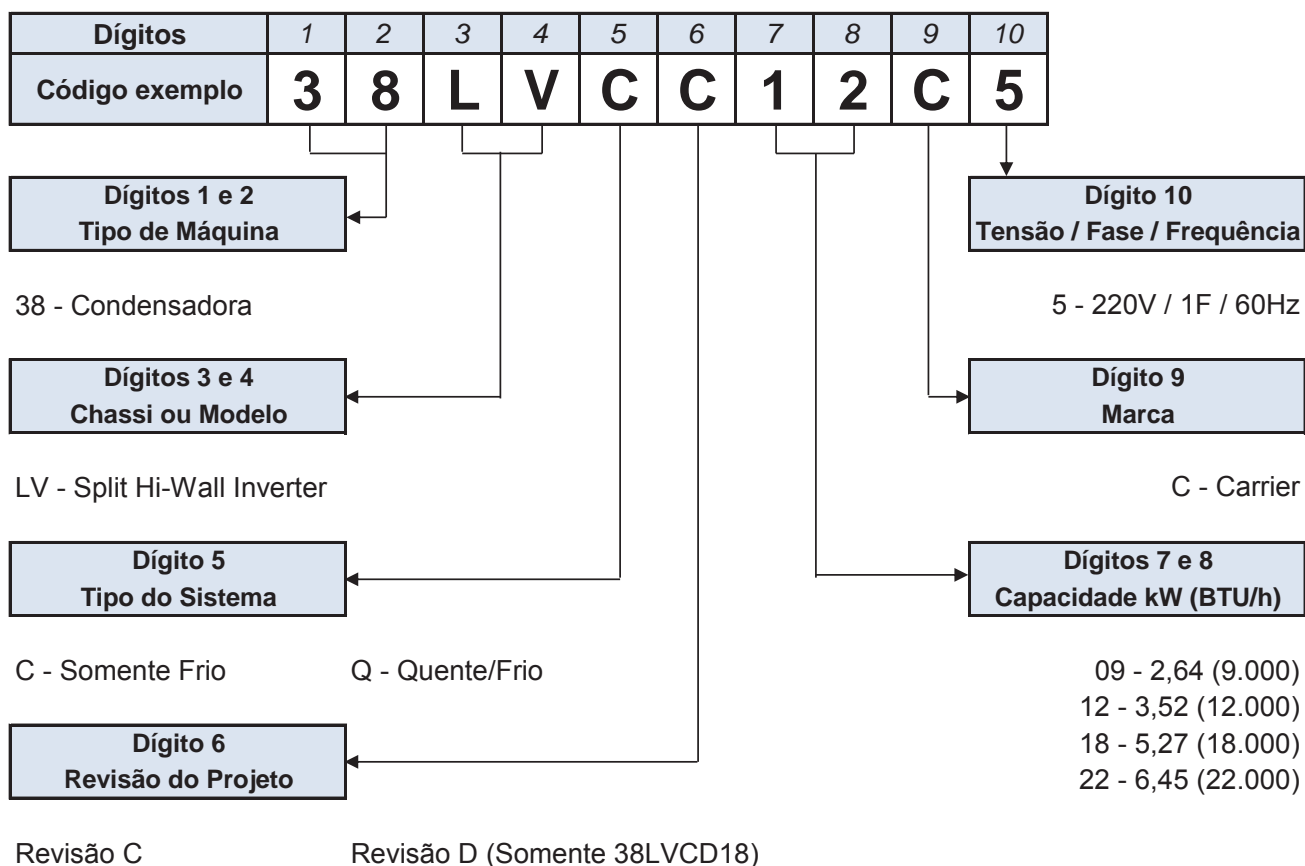 Dígitos 1 2 3 4 5 6 7 8 9 10
Código exemplo 3 8 L V C C 1 2 C 5
Dígitos 1 e 2
Tipo de Máquina
38 - Condensadora
Dígitos 3 e 4
Chassi ou Modelo
LV - Split Hi-Wall Inverter
Dígito 5
Tipo do Sistema
C - Somente Frio Q - Quente/Frio
Dígito 6
Revisão do Projeto
Revisão C Revisão D (Somente 38LVCD18)
Dígito 10
Tensão / Fase / Frequência
5 - 220V / 1F / 60Hz
Dígito 9
Marca
C - Carrier
Dígitos 7 e 8
Capacidade kW (BTU/h)
09 - 2,64 (9.000)
12 - 3,52 (12.000)
18 - 5,27 (18.000)
22 - 6,45 (22.000)